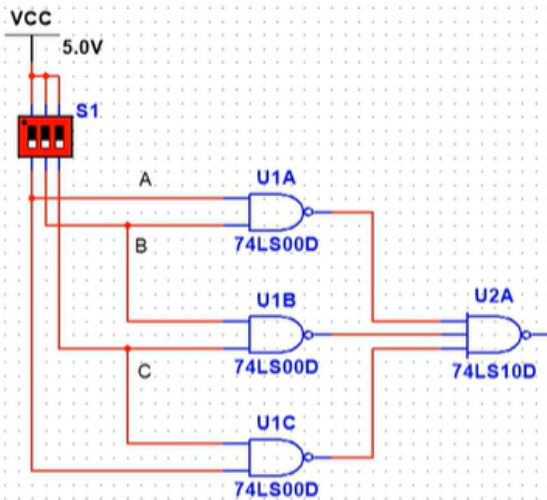 VCC
5.0V
S1
A
U1A
B
74LS00D
U1B
U2A
74LS00D
74LS10D
C
U1C
74LS00D